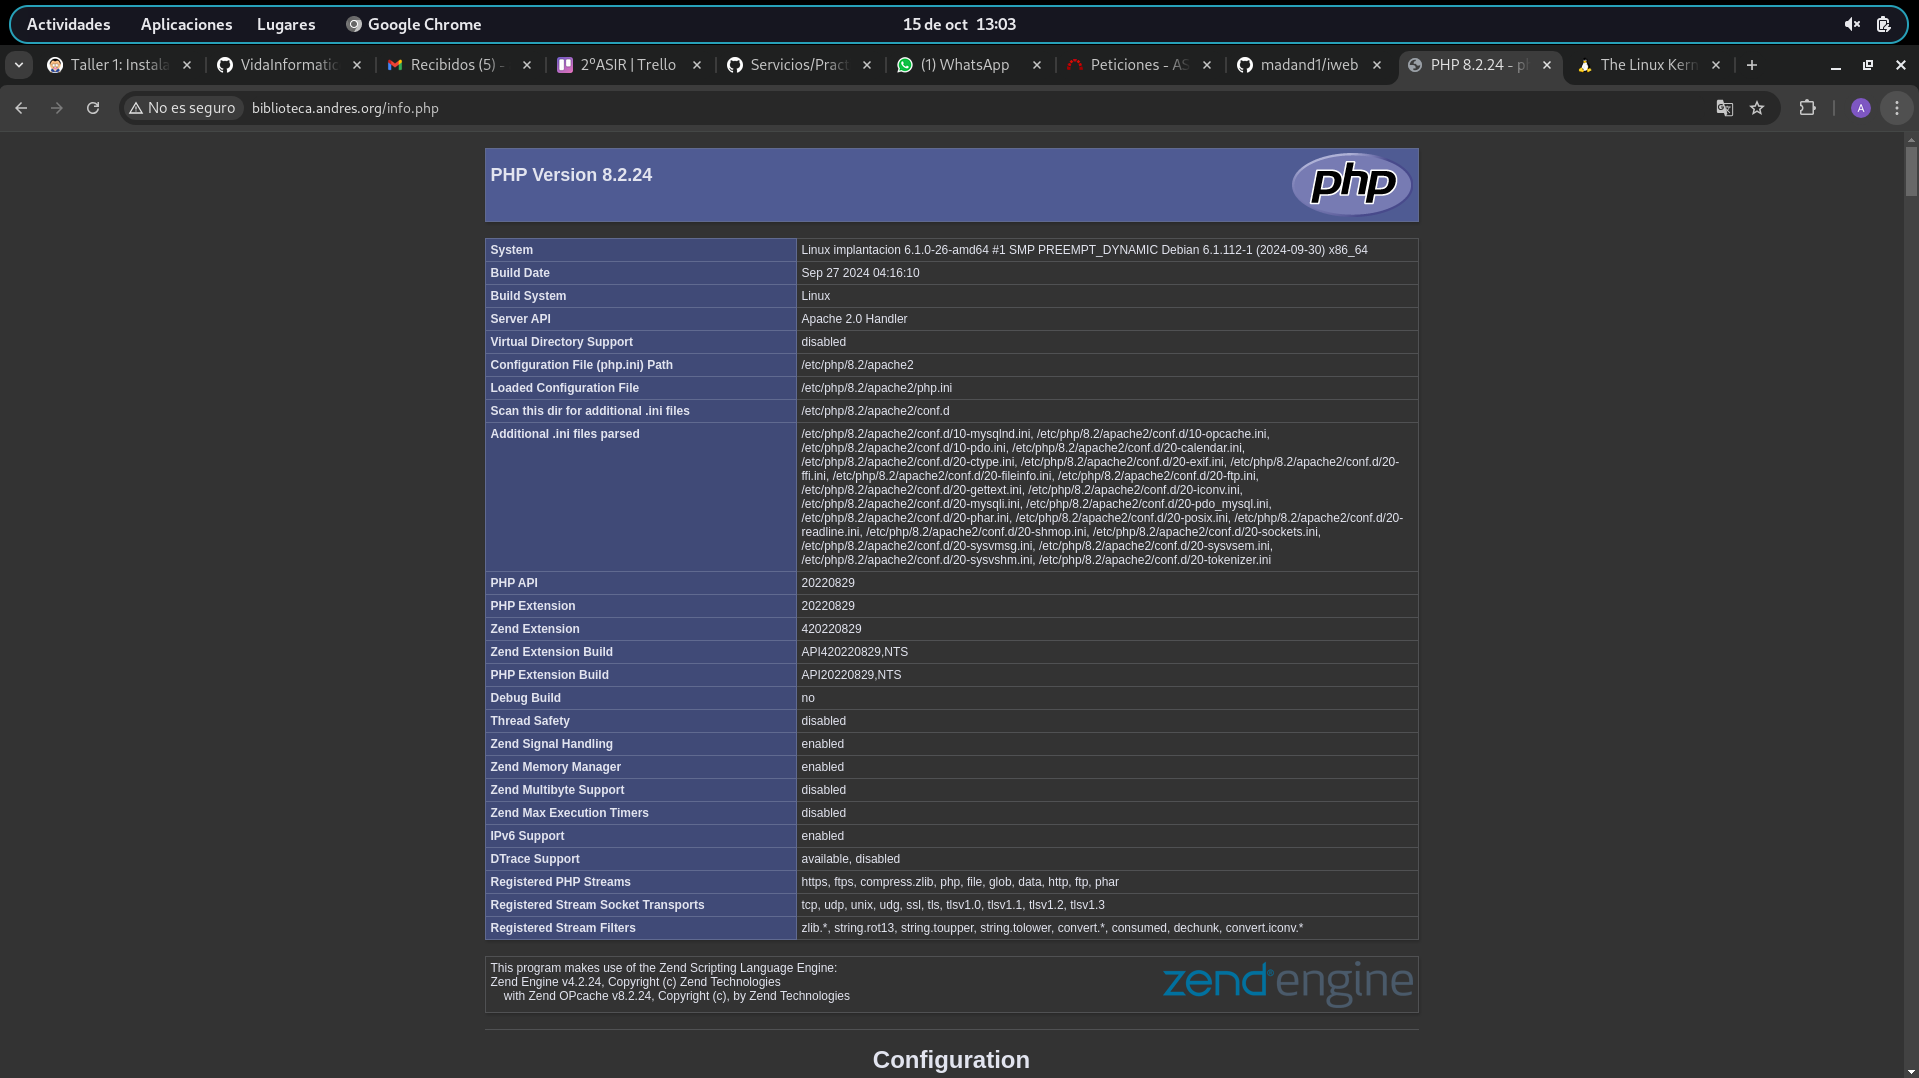 Actividades Aplicaciones Lugares Google Chrome 15 de oct 13:03
Taller 1: Instala VidaInformatic Recibidos (5) - 2ºASIR | Trello Servicios/Pract (1) WhatsApp Peticiones - AS madand1/iweb PHP 8.2.24 - p The Linux Kern
No es seguro biblioteca.andres.org/info.php A
PHP Version 8.2.24 php
System Linux implantacion 6.1.0-26-amd64 #1 SMP PREEMPT_DYNAMIC Debian 6.1.112-1 (2024-09-30) x86_64
Build Date Sep 27 2024 04:16:10
Build System Linux
Server API Apache 2.0 Handler
Virtual Directory Support disabled
Configuration File (php.ini) Path /etc/php/8.2/apache2
Loaded Configuration File /etc/php/8.2/apache2/php.ini
Scan this dir for additional .ini files /etc/php/8.2/apache2/conf.d
Additional .ini files parsed /etc/php/8.2/apache2/conf.d/10-mysqlnd.ini, /etc/php/8.2/apache2/conf.d/10-opcache.ini,
/etc/php/8.2/apache2/conf.d/10-pdo.ini, /etc/php/8.2/apache2/conf.d/20-calendar.ini,
/etc/php/8.2/apache2/conf.d/20-ctype.ini, /etc/php/8.2/apache2/conf.d/20-exif.ini, /etc/php/8.2/apache2/conf.d/20-
ffi.ini, /etc/php/8.2/apache2/conf.d/20-fileinfo.ini, /etc/php/8.2/apache2/conf.d/20-ftp.ini,
/etc/php/8.2/apache2/conf.d/20-gettext.ini, /etc/php/8.2/apache2/conf.d/20-iconv.ini,
/etc/php/8.2/apache2/conf.d/20-mysqli.ini, /etc/php/8.2/apache2/conf.d/20-pdo_mysql.ini,
/etc/php/8.2/apache2/conf.d/20-phar.ini, /etc/php/8.2/apache2/conf.d/20-posix.ini, /etc/php/8.2/apache2/conf.d/20-
readline.ini, /etc/php/8.2/apache2/conf.d/20-shmop.ini, /etc/php/8.2/apache2/conf.d/20-sockets.ini,
/etc/php/8.2/apache2/conf.d/20-sysvmsg.ini, /etc/php/8.2/apache2/conf.d/20-sysvsem.ini,
/etc/php/8.2/apache2/conf.d/20-sysvshm.ini, /etc/php/8.2/apache2/conf.d/20-tokenizer.ini
PHP API 20220829
PHP Extension 20220829
Zend Extension 420220829
Zend Extension Build API420220829,NTS
PHP Extension Build API20220829,NTS
Debug Build no
Thread Safety disabled
Zend Signal Handling enabled
Zend Memory Manager enabled
Zend Multibyte Support disabled
Zend Max Execution Timers disabled
IPv6 Support enabled
DTrace Support available, disabled
Registered PHP Streams https, ftps, compress.zlib, php, file, glob, data, http, ftp, phar
Registered Stream Socket Transports tcp, udp, unix, udg, ssl, tls, tlsv1.0, tlsv1.1, tlsv1.2, tlsv1.3
Registered Stream Filters zlib.*, string.rot13, string.toupper, string.tolower, convert.*, consumed, dechunk, convert.iconv.*
This program makes use of the Zend Scripting Language Engine:
Zend Engine v4.2.24, Copyright (c) Zend Technologies
with Zend OPcache v8.2.24, Copyright (c), by Zend Technologies
zend®engine
Configuration